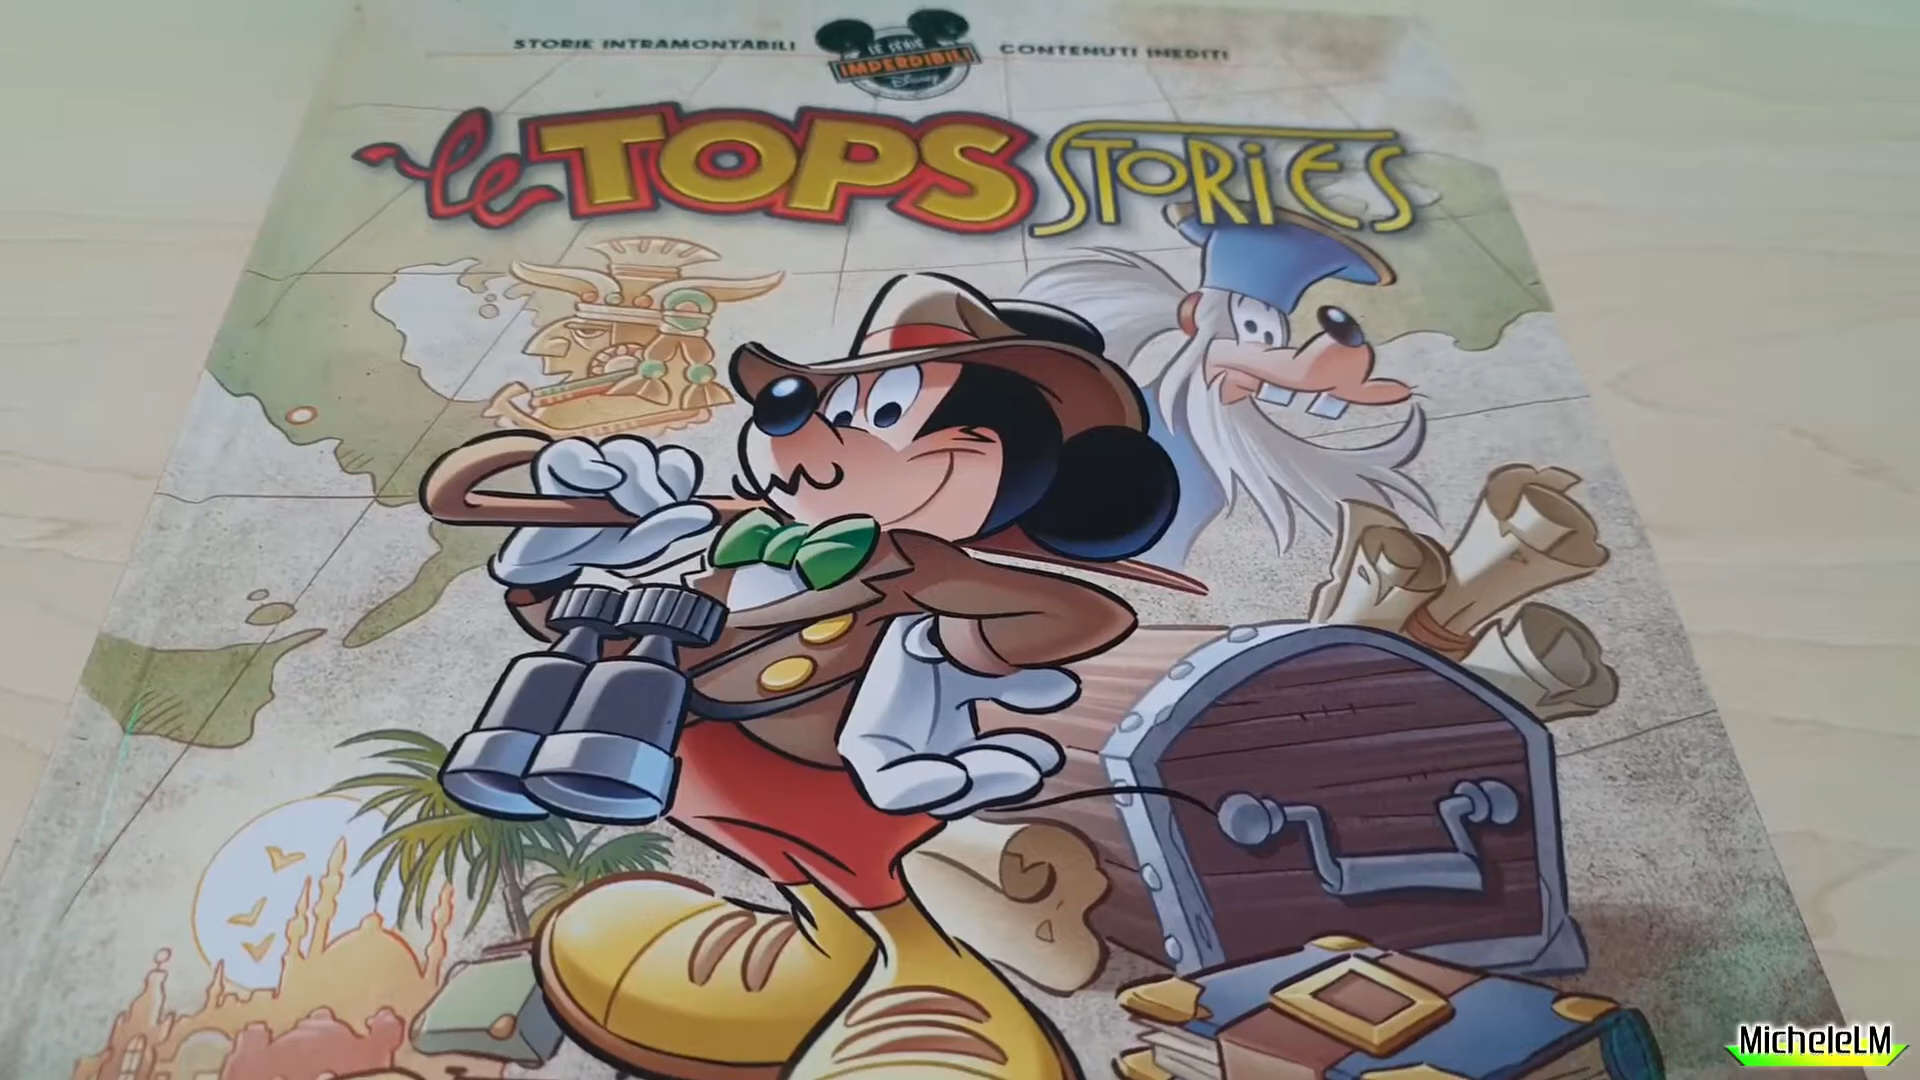 STORIE INTRAMONTABILI
LE SERIE
IMPERDIBILI
Disney
CONTENUTI INEDITI
le TOPS STORIES
MicheleLM